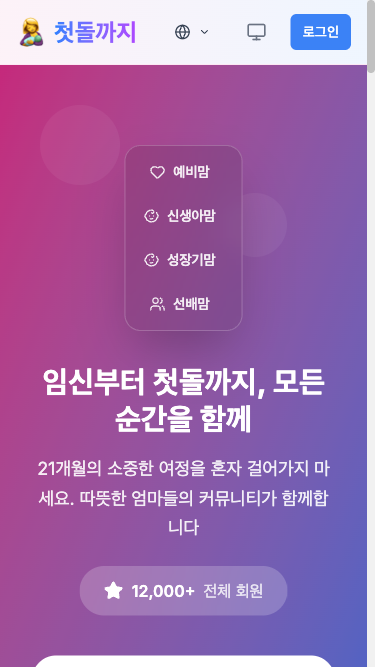 첫돌까지
로그인
예비맘
신생아맘
성장기맘
선배맘
임신부터 첫돌까지, 모든
순간을 함께
21개월의 소중한 여정을 혼자 걸어가지 마
세요. 따뜻한 엄마들의 커뮤니티가 함께합
니다
12,000+ 전체 회원